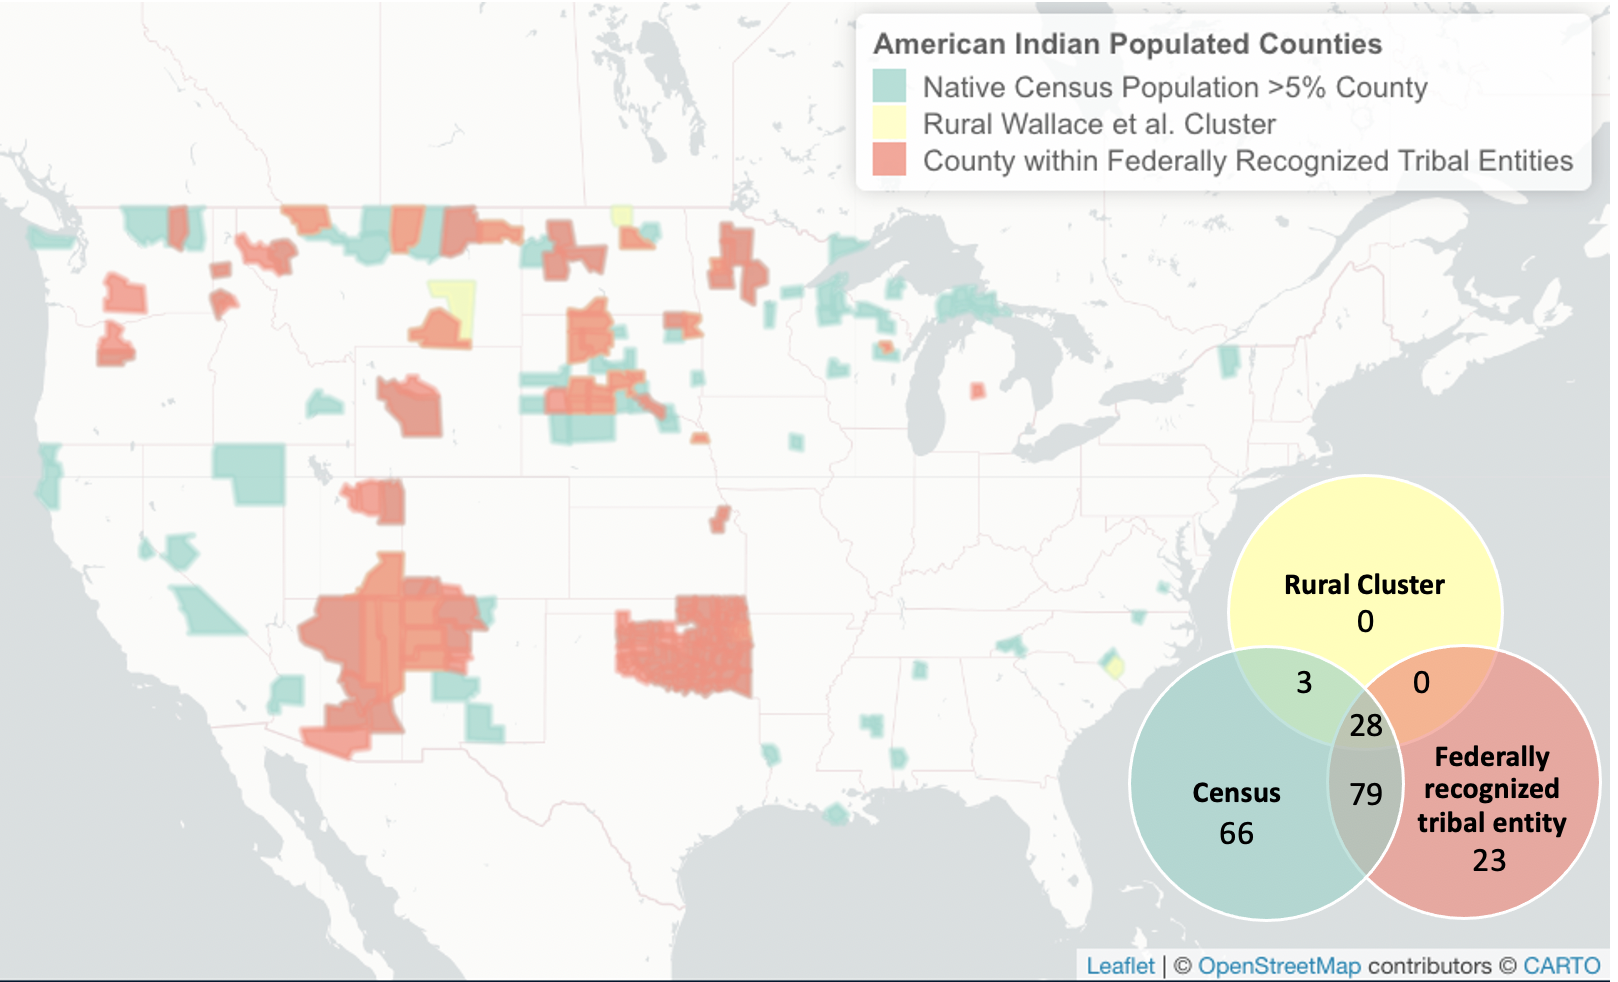 American Indian Populated Counties
Native Census Population >5% County
Rural Wallace et al. Cluster
County within Federally Recognized Tribal Entities
Rural Cluster
0
3
0
28
Federally
recognized
tribal entity
23
79
Census
66
Leaflet | © OpenStreetMap contributors © CARTO